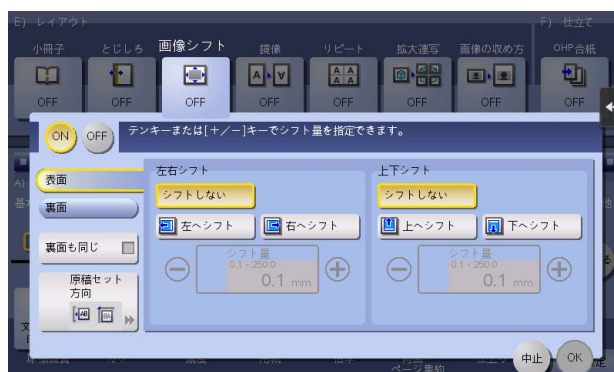 E) レイアウト
F) 仕立て
小冊子
とじしろ
画像シフト
鏡像
リピート
拡大連写
画像の収め方
OHP合紙
OFF
OFF
OFF
OFF
OFF
OFF
OFF
OFF
ON
OFF
テンキーまたは[+/−]キーでシフト量を指定できます。
表面
裏面
裏面も同じ
原稿セット
方向
左右シフト
シフトしない
左へシフト
右へシフト
シフト量
0.1 - 250.0
0.1 mm
上下シフト
シフトしない
上へシフト
下へシフト
シフト量
0.1 - 250.0
0.1 mm
ページ集約
中止
OK